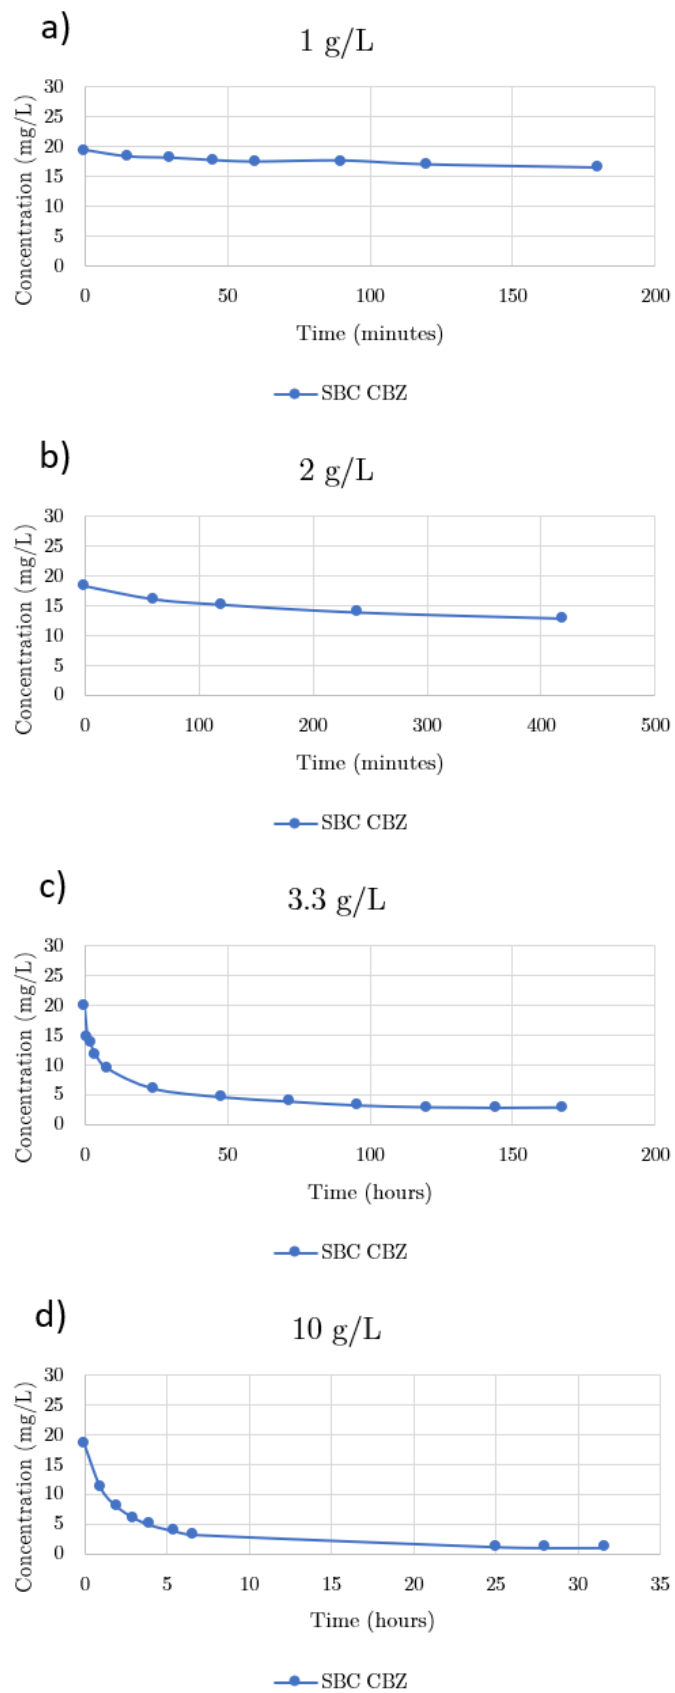 a)
1 g/L
Concentration (mg/L)
30
25
20
15
10
5
0
0 50 100 150 200
Time (minutes)
SBC CBZ
b)
2 g/L
Concentration (mg/L)
30
25
20
15
10
5
0
0 100 200 300 400 500
Time (minutes)
SBC CBZ
c)
3.3 g/L
Concentration (mg/L)
30
25
20
15
10
5
0
0 50 100 150 200
Time (hours)
SBC CBZ
d)
10 g/L
Concentration (mg/L)
30
25
20
15
10
5
0
0 5 10 15 20 25 30 35
Time (hours)
SBC CBZ